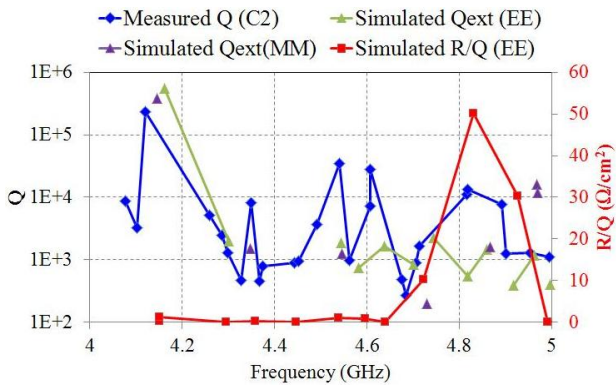 Measured Q (C2) Simulated Qext (EE)
Simulated Qext(MM) Simulated R/Q (EE)
1E+6 60
50
1E+5
40
1E+4 30
20
1E+3
10
1E+2 0
Q
R/Q (Ω/cm²)
4 4.2 4.4 4.6 4.8 5
Frequency (GHz)